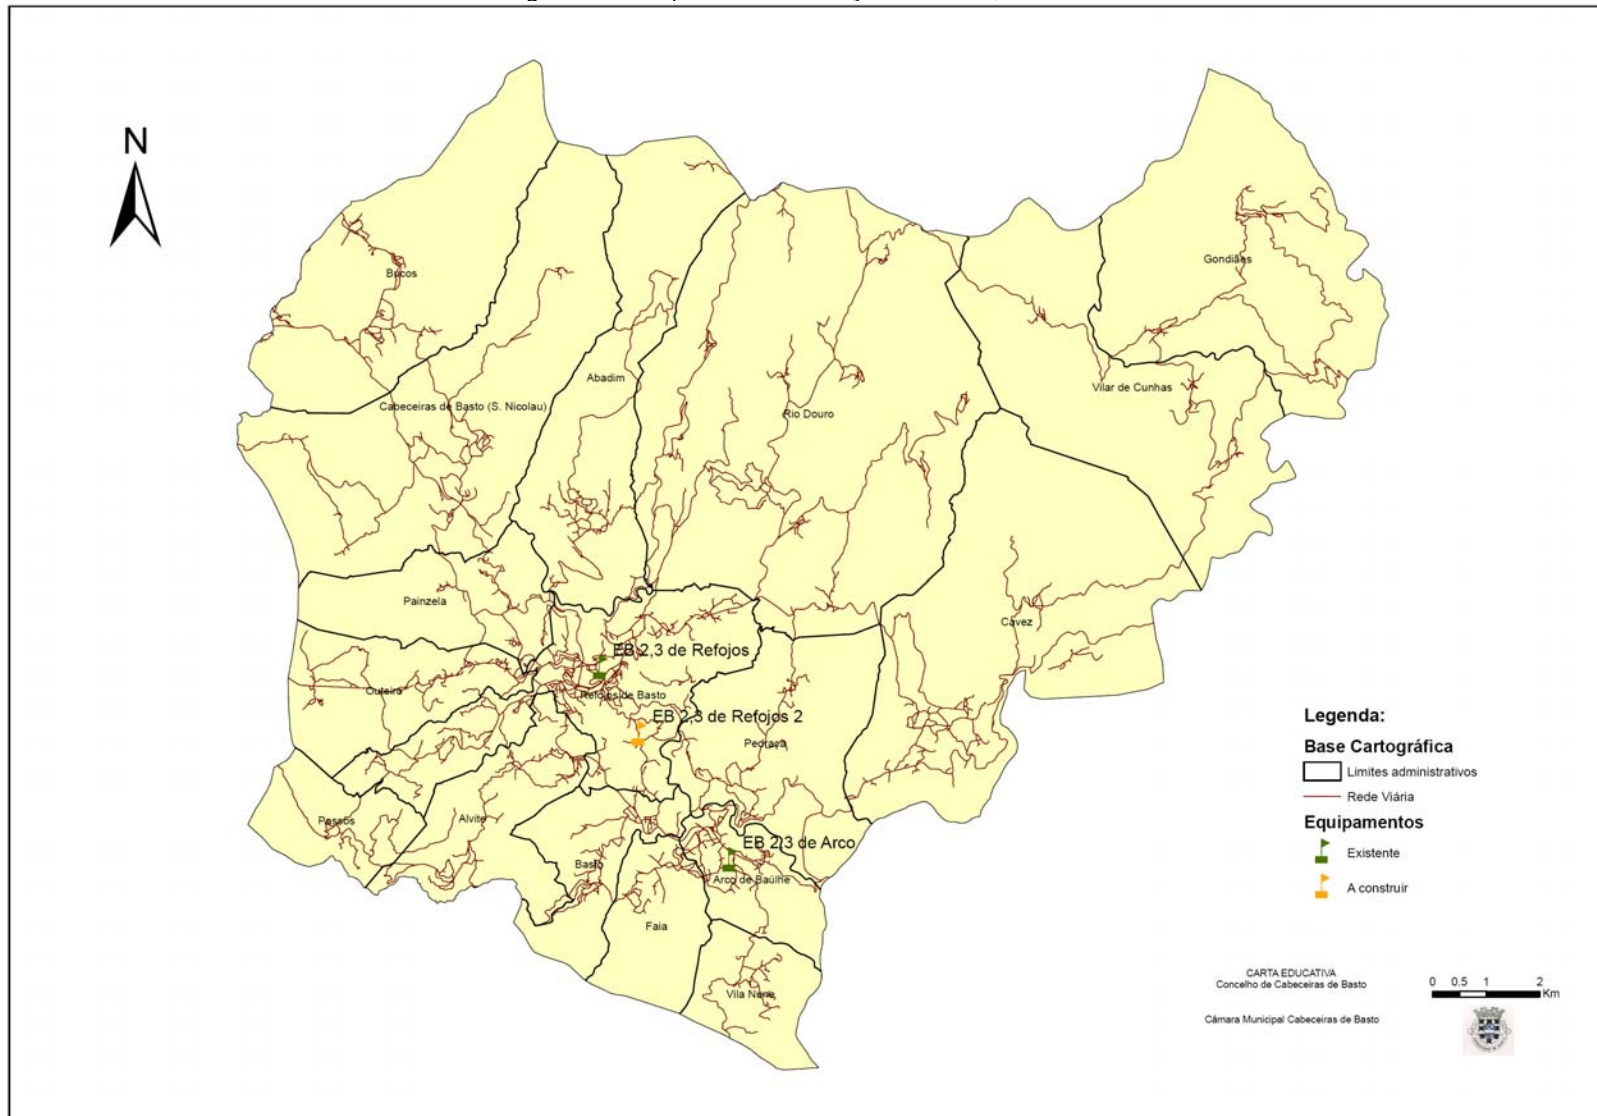 N
Bucos
Gondiães
Abadim
Vilar de Cunhas
Cabeceiras de Basto (S. Nicolau)
Rio Douro
Painzela
Cavez
EB 2,3 de Refojos
Outeiro
Refojos de Basto
EB 2,3 de Refojos 2
Pedraça
Passos
Alvite
EB 2,3 de Arco
Basto
Arco de Baúlhe
Faia
Vila Nune
Legenda:
Base Cartográfica
Limites administrativos
Rede Viária
Equipamentos
Existente
A construir
CARTA EDUCATIVA
Concelho de Cabeceiras de Basto
Câmara Municipal Cabeceiras de Basto
0 0.5 1 2
Km